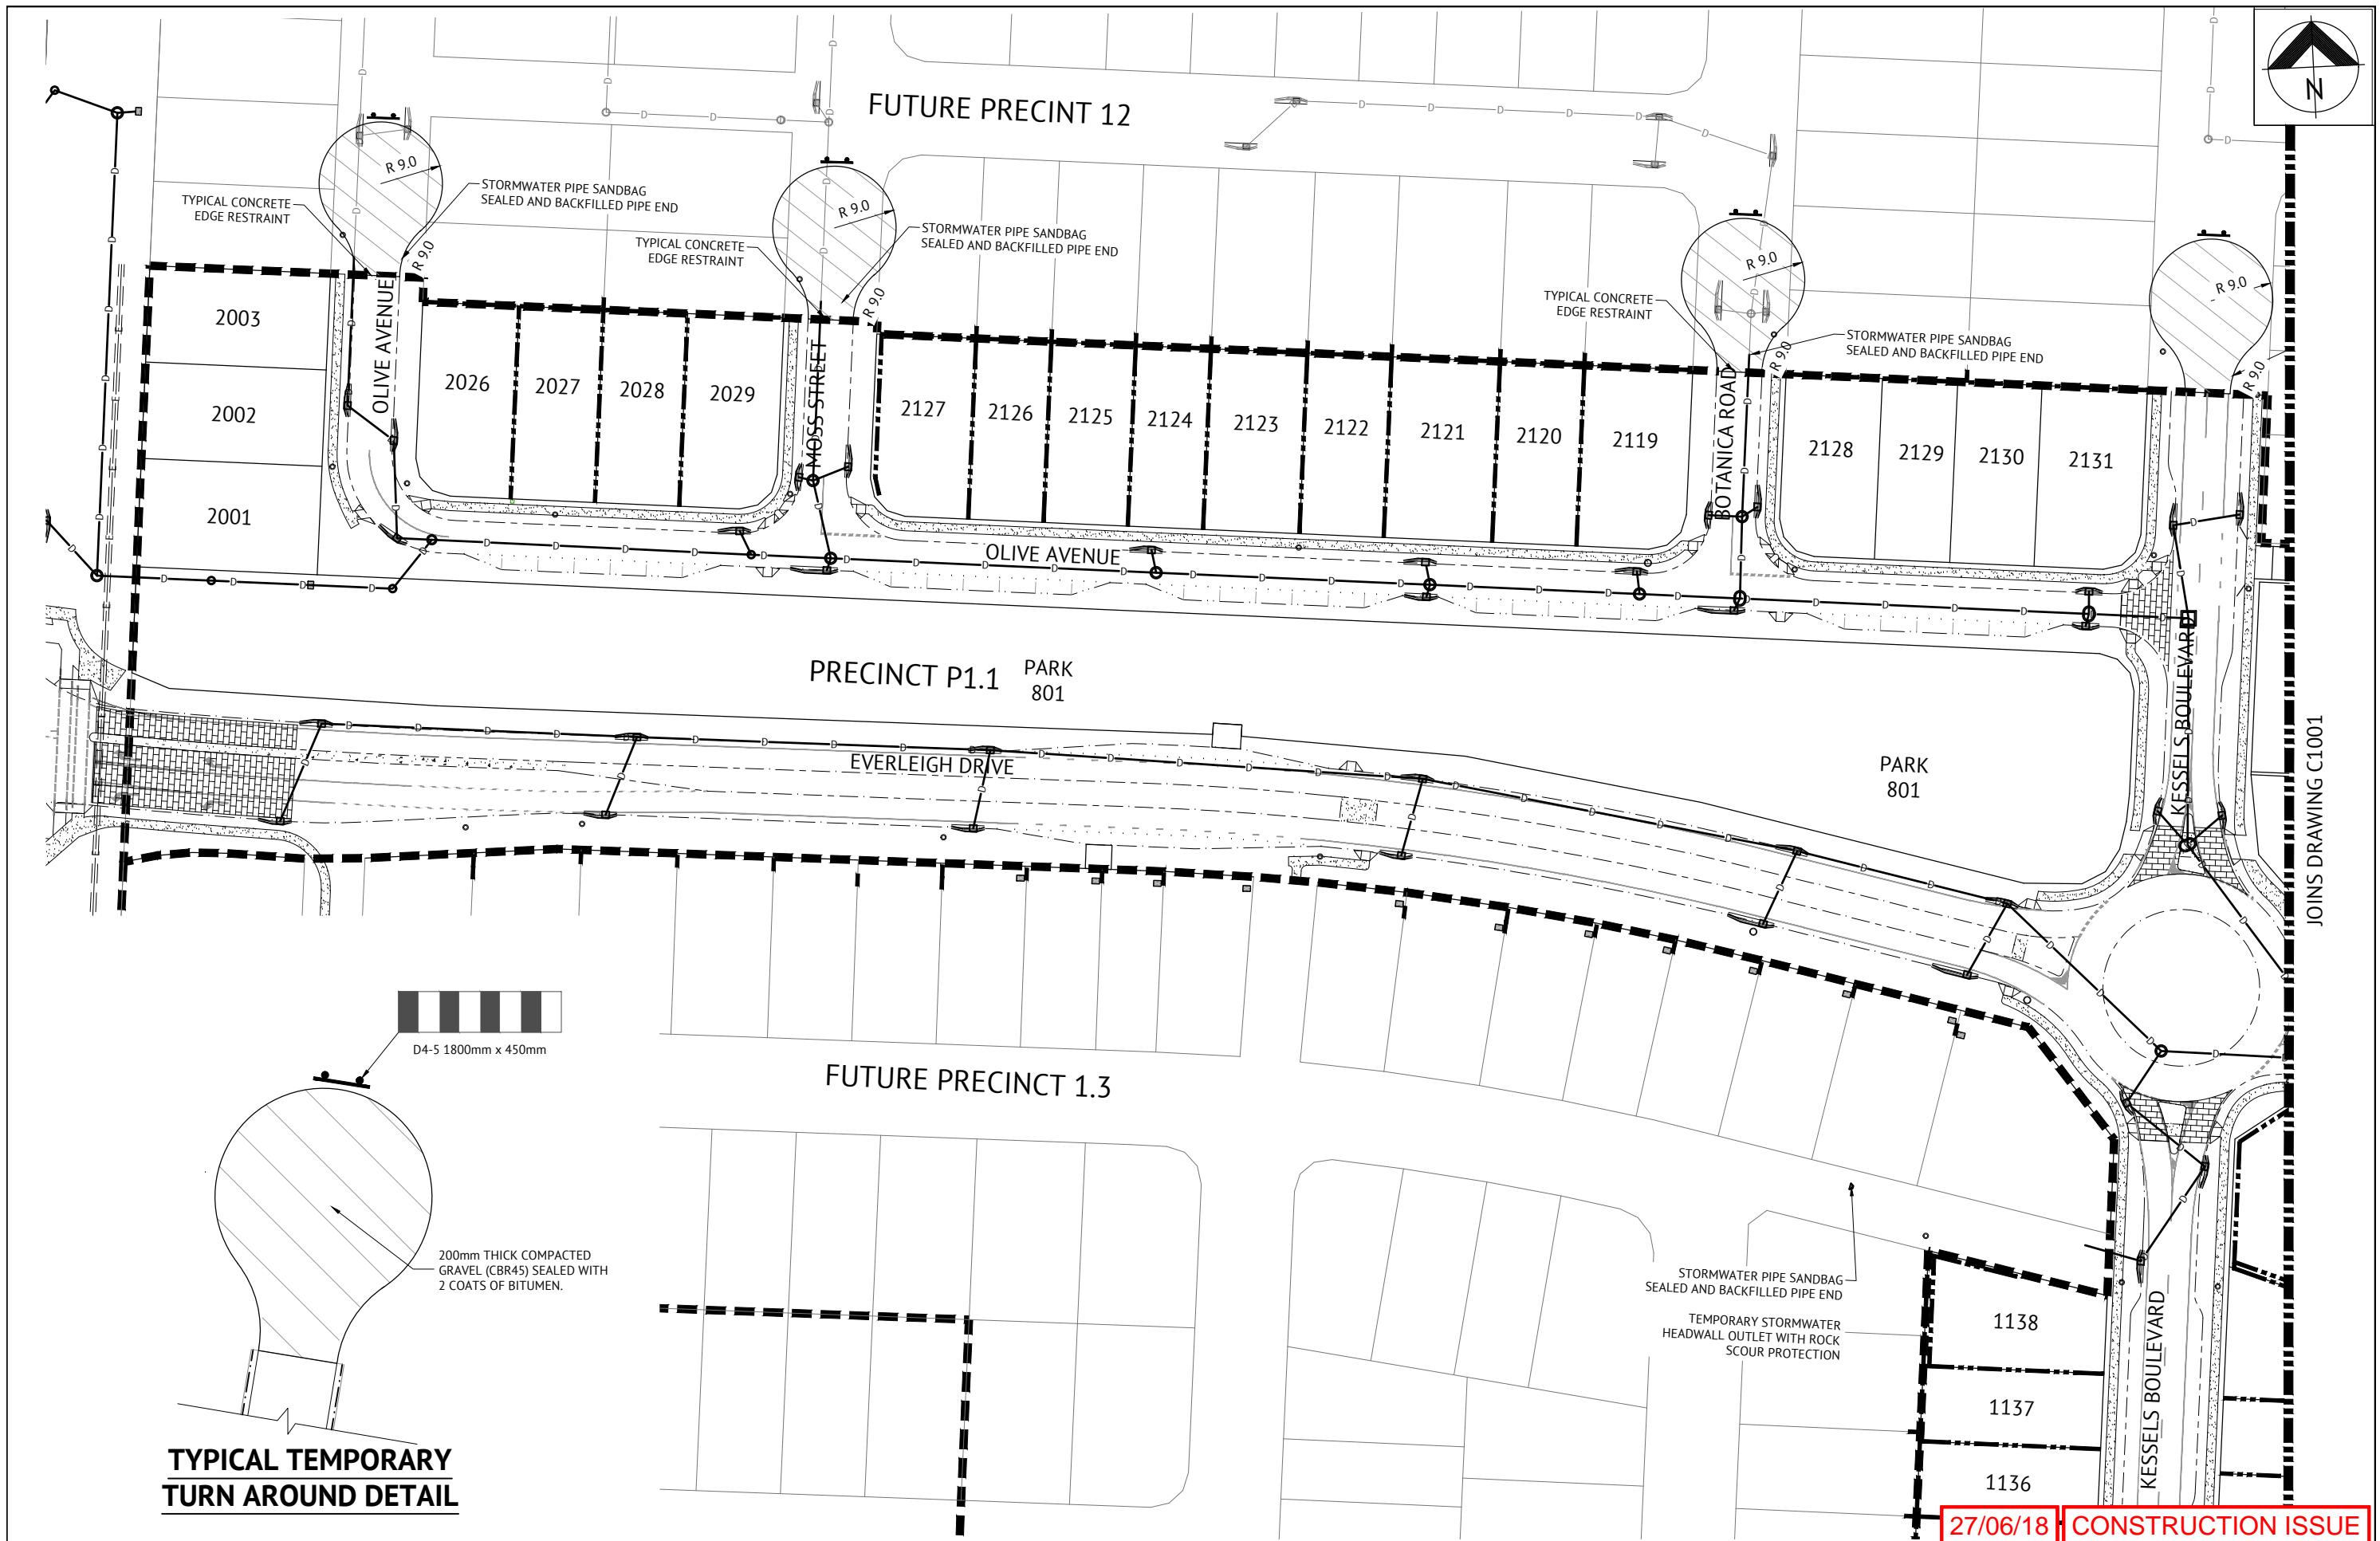 N
FUTURE PRECINT 12
R 9.0
STORMWATER PIPE SANDBAG
SEALED AND BACKFILLED PIPE END
TYPICAL CONCRETE
EDGE RESTRAINT
R 9.0
R 9.0
STORMWATER PIPE SANDBAG
SEALED AND BACKFILLED PIPE END
TYPICAL CONCRETE
EDGE RESTRAINT
R 9.0
R 9.0
TYPICAL CONCRETE
EDGE RESTRAINT
STORMWATER PIPE SANDBAG
SEALED AND BACKFILLED PIPE END
R 9.0
R 9.0
R 9.0
2003
2002
2001
OLIVE AVENUE
2026
2027
2028
2029
MOSS STREET
2127
2126
2125
2124
2123
2122
2121
2120
2119
BOTANICA ROAD
2128
2129
2130
2131
OLIVE AVENUE
KESSELS BOULEVARD
PRECINCT P1.1
PARK
801
EVERLEIGH DRIVE
PARK
801
JOINS DRAWING C1001
D4-5 1800mm x 450mm
FUTURE PRECINCT 1.3
200mm THICK COMPACTED
GRAVEL (CBR45) SEALED WITH
2 COATS OF BITUMEN.
STORMWATER PIPE SANDBAG
SEALED AND BACKFILLED PIPE END
TEMPORARY STORMWATER
HEADWALL OUTLET WITH ROCK
SCOUR PROTECTION
1138
1137
1136
KESSELS BOULEVARD
TYPICAL TEMPORARY
TURN AROUND DETAIL
27/06/18
CONSTRUCTION ISSUE